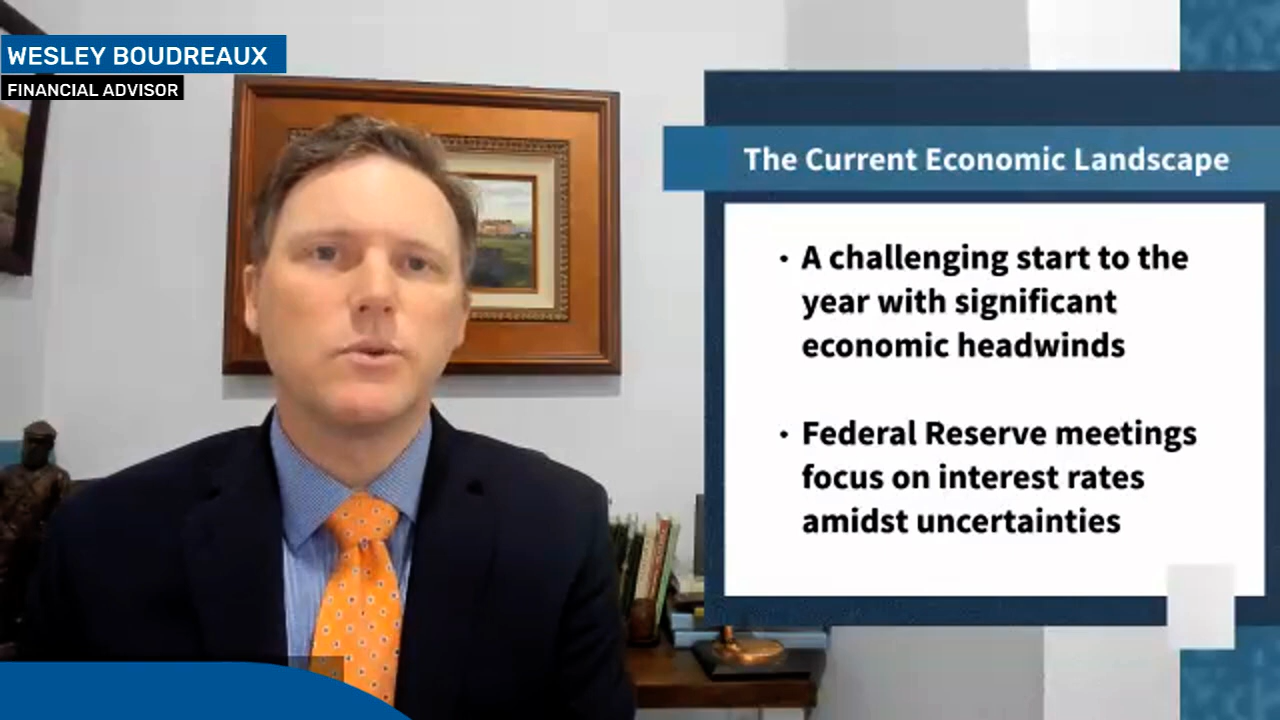 WESLEY BOUDREAUX
FINANCIAL ADVISOR
The Current Economic Landscape
• A challenging start to the
year with significant
economic headwinds
• Federal Reserve meetings
focus on interest rates
amidst uncertainties